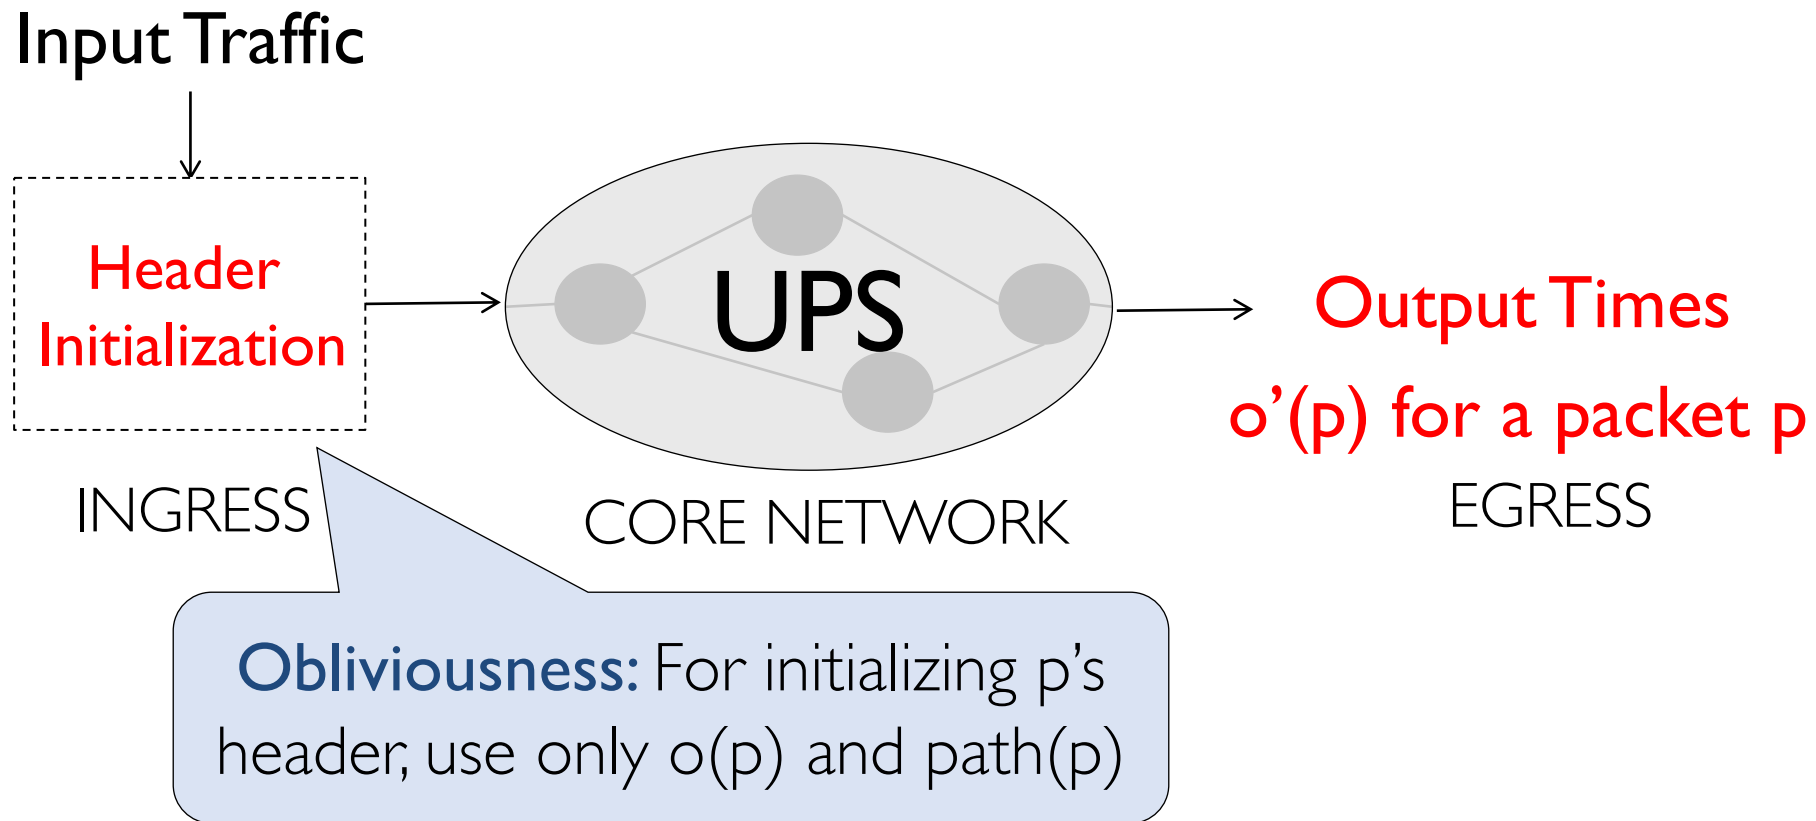 Input Traffic
Header
Initialization
UPS
Output Times
o’(p) for a packet p
INGRESS
CORE NETWORK
EGRESS
Obliviousness: For initializing p’s
header, use only o(p) and path(p)